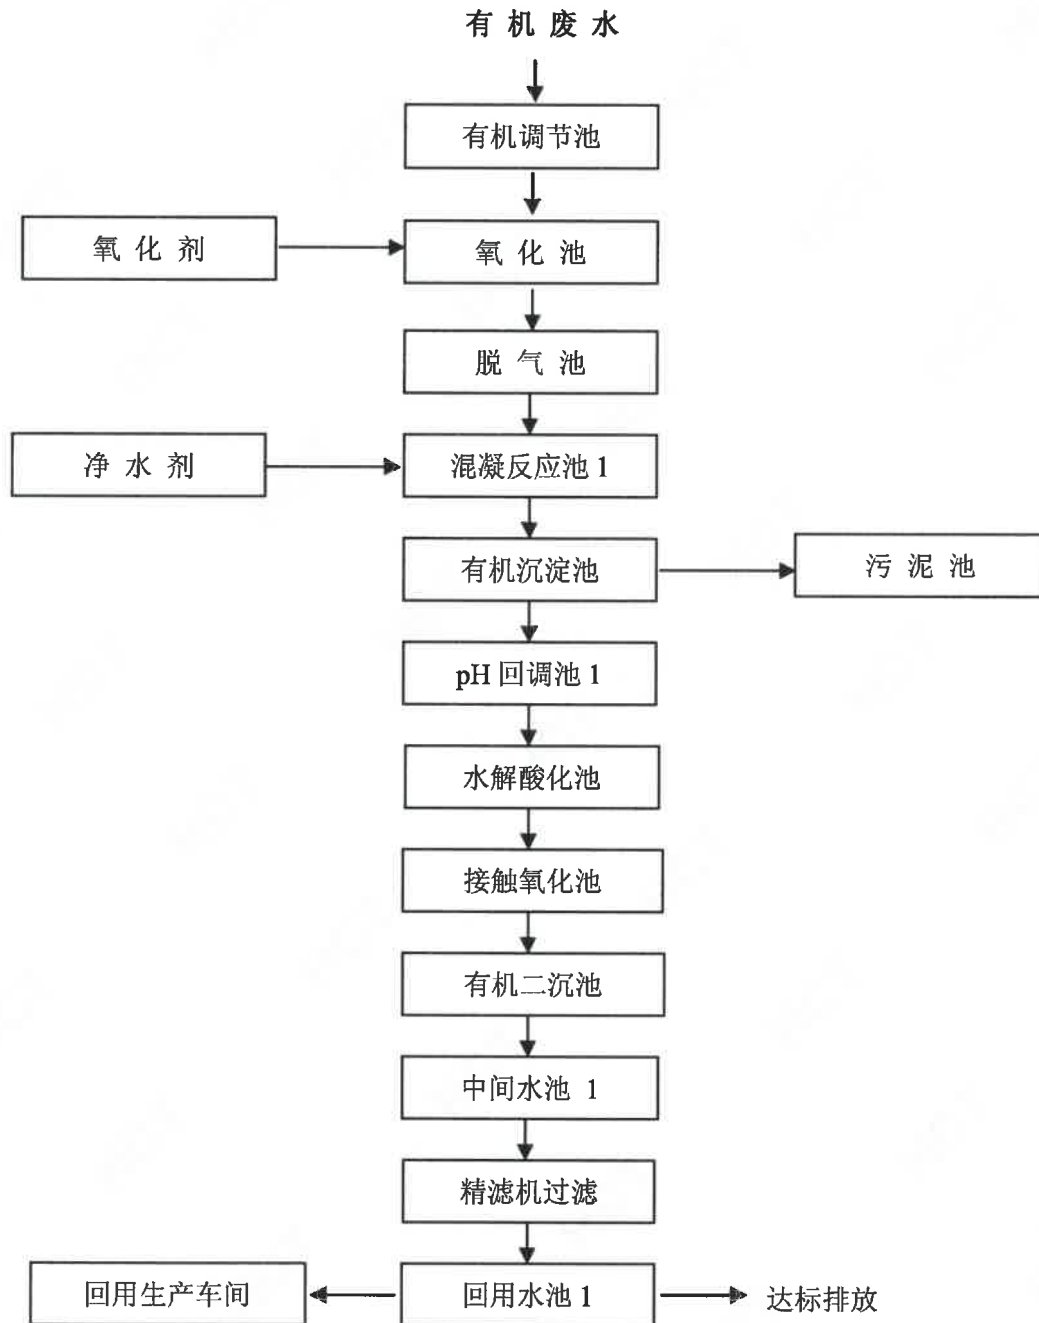 有 机 废 水
有机调节池
氧 化 剂
氧 化 池
脱 气 池
净 水 剂
混凝反应池 1
有机沉淀池
污 泥 池
pH 回调池 1
水解酸化池
接触氧化池
有机二沉池
中间水池 1
精滤机过滤
回用生产车间
回用水池 1
达标排放